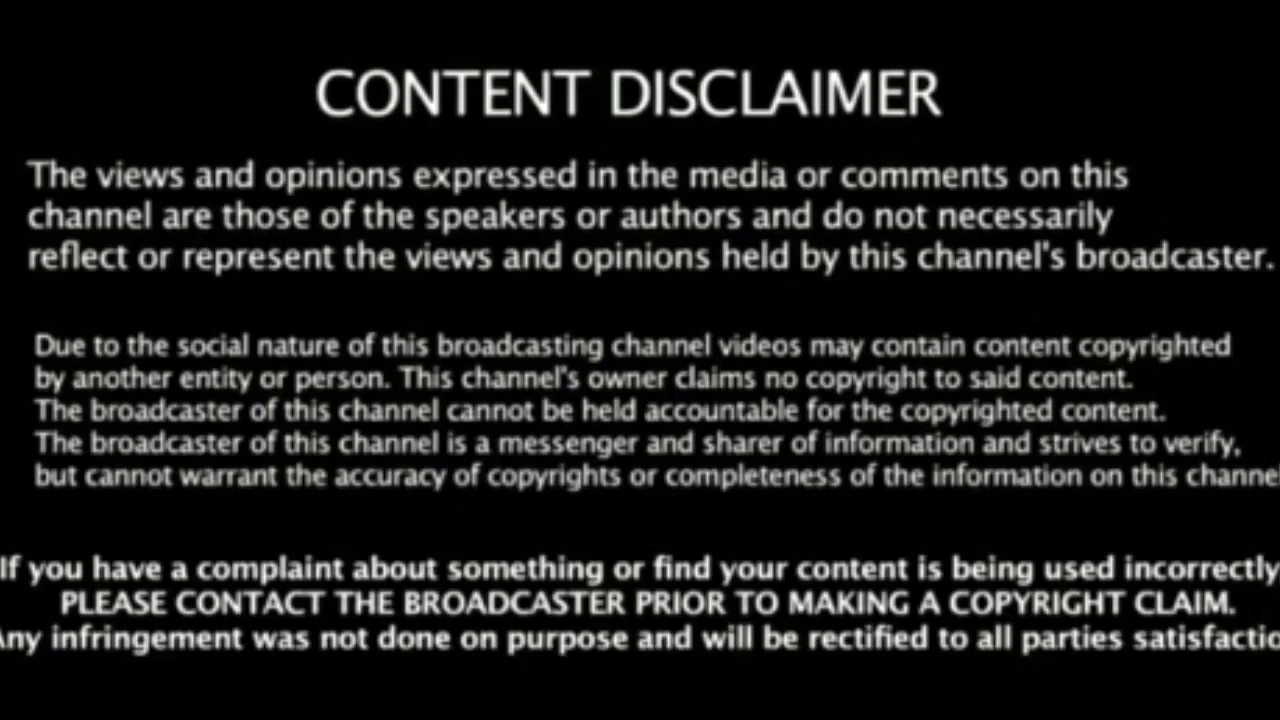 CONTENT DISCLAIMER
The views and opinions expressed in the media or comments on this
channel are those of the speakers or authors and do not necessarily
reflect or represent the views and opinions held by this channel's broadcaster.
Due to the social nature of this broadcasting channel videos may contain content copyrighted
by another entity or person. This channel's owner claims no copyright to said content.
The broadcaster of this channel cannot be held accountable for the copyrighted content.
The broadcaster of this channel is a messenger and sharer of information and strives to verify,
but cannot warrant the accuracy of copyrights or completeness of the information on this channe
If you have a complaint about something or find your content is being used incorrectly
PLEASE CONTACT THE BROADCASTER PRIOR TO MAKING A COPYRIGHT CLAIM.
Any infringement was not done on purpose and will be rectified to all parties satisfactio